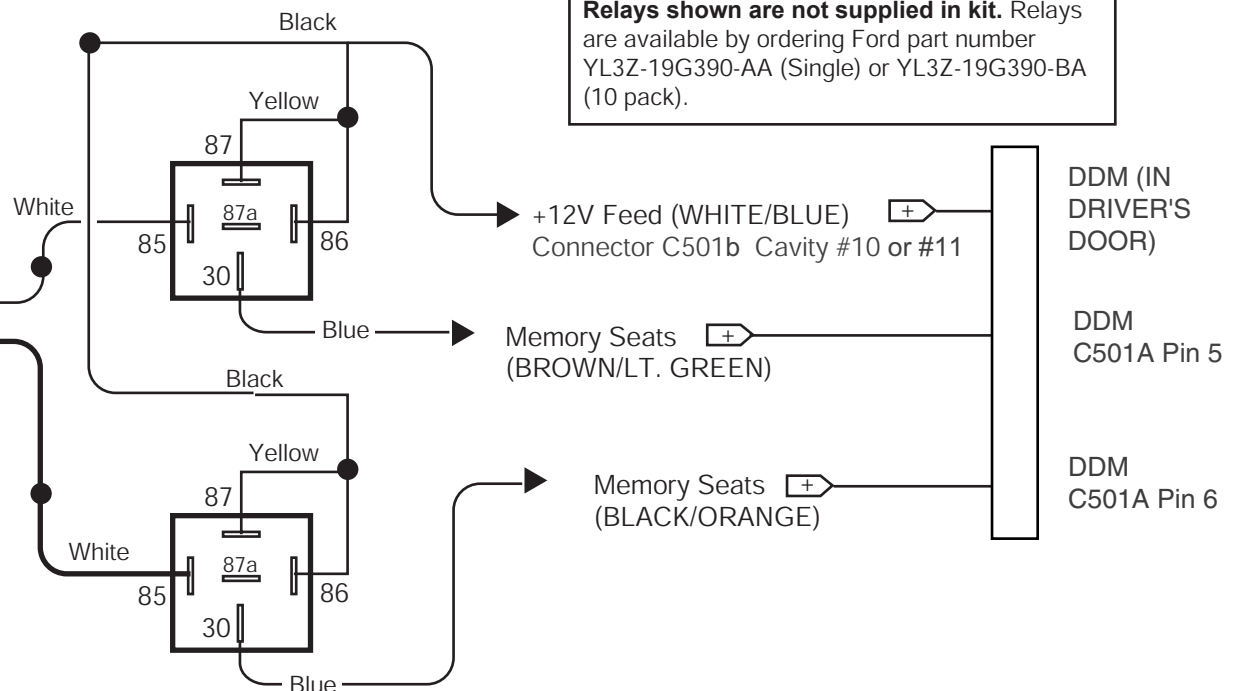 Relays shown are not supplied in kit. Relays
are available by ordering Ford part number
YL3Z-19G390-AA (Single) or YL3Z-19G390-BA
(10 pack).
Black
Yellow
87
White
87a
85
86
30
Blue
+12V Feed (WHITE/BLUE)
+
Connector C501b Cavity #10 or #11
DDM (IN
DRIVER'S
DOOR)
Memory Seats
+
(BROWN/LT. GREEN)
DDM
C501A Pin 5
Black
Yellow
87
White
87a
85
86
30
Blue
Memory Seats
+
(BLACK/ORANGE)
DDM
C501A Pin 6